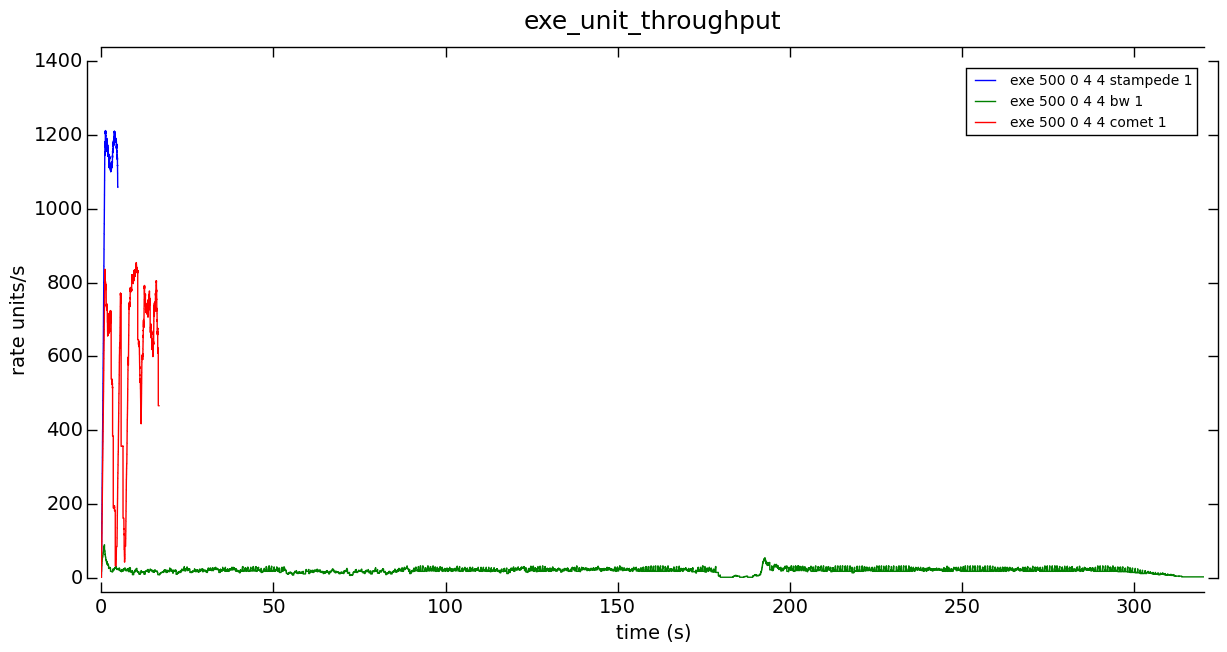 exe_unit_throughput
1400
1200
1000
800
600
400
200
0
rate units/s
exe 500 0 4 4 stampede 1
exe 500 0 4 4 bw 1
exe 500 0 4 4 comet 1
0 50 100 150 200 250 300
time (s)